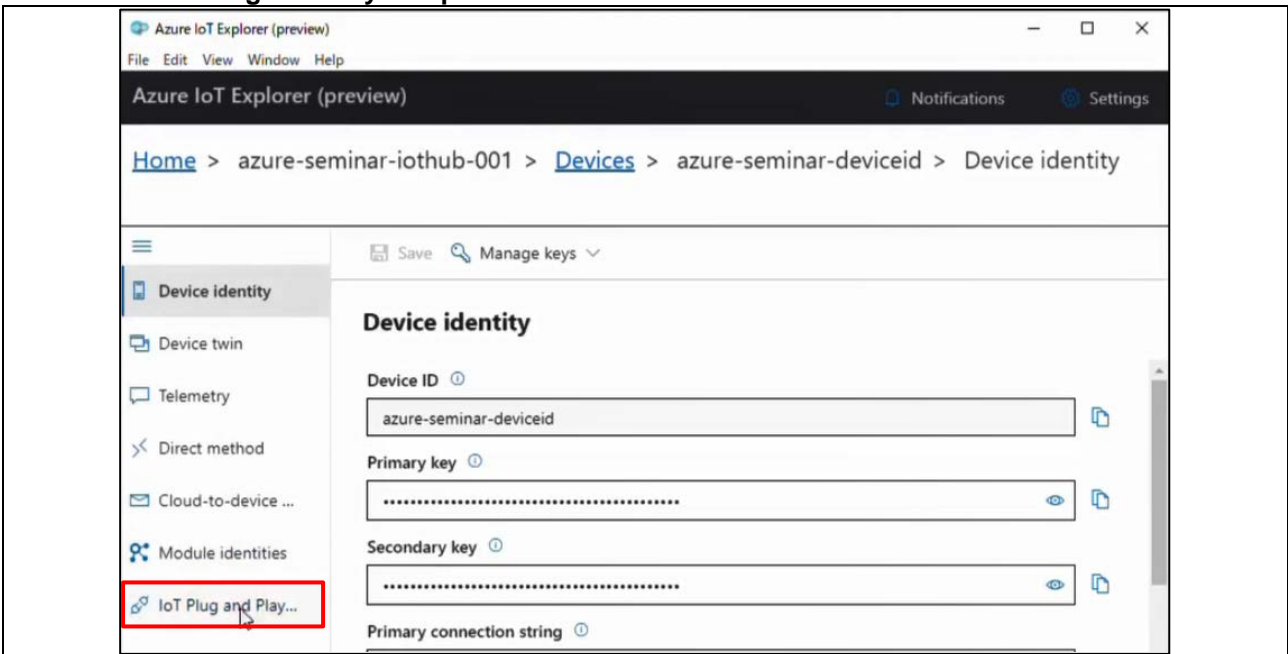 Azure IoT Explorer (preview)
File Edit View Window Help
Azure IoT Explorer (preview) Notifications Settings
Home > azure-seminar-iothub-001 > Devices > azure-seminar-deviceid > Device identity
Save Manage keys
Device identity
Device identity
Device twin
Device ID
Telemetry
azure-seminar-deviceid
Direct method
Primary key
Cloud-to-device ...
Module identities
Secondary key
IoT Plug and Play...
Primary connection string